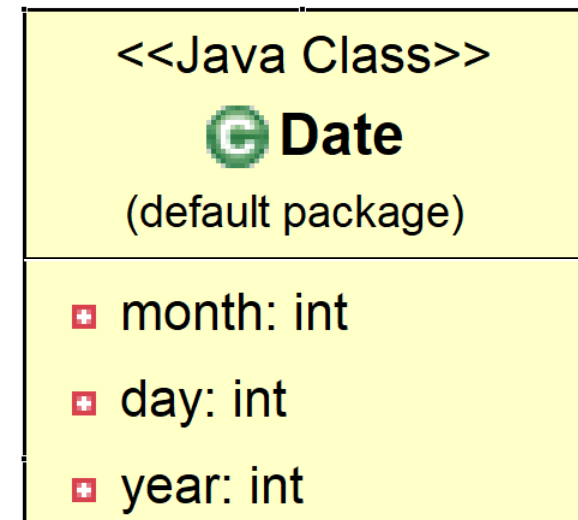 <<Java Class>>
C Date
(default package)
month: int
day: int
year: int